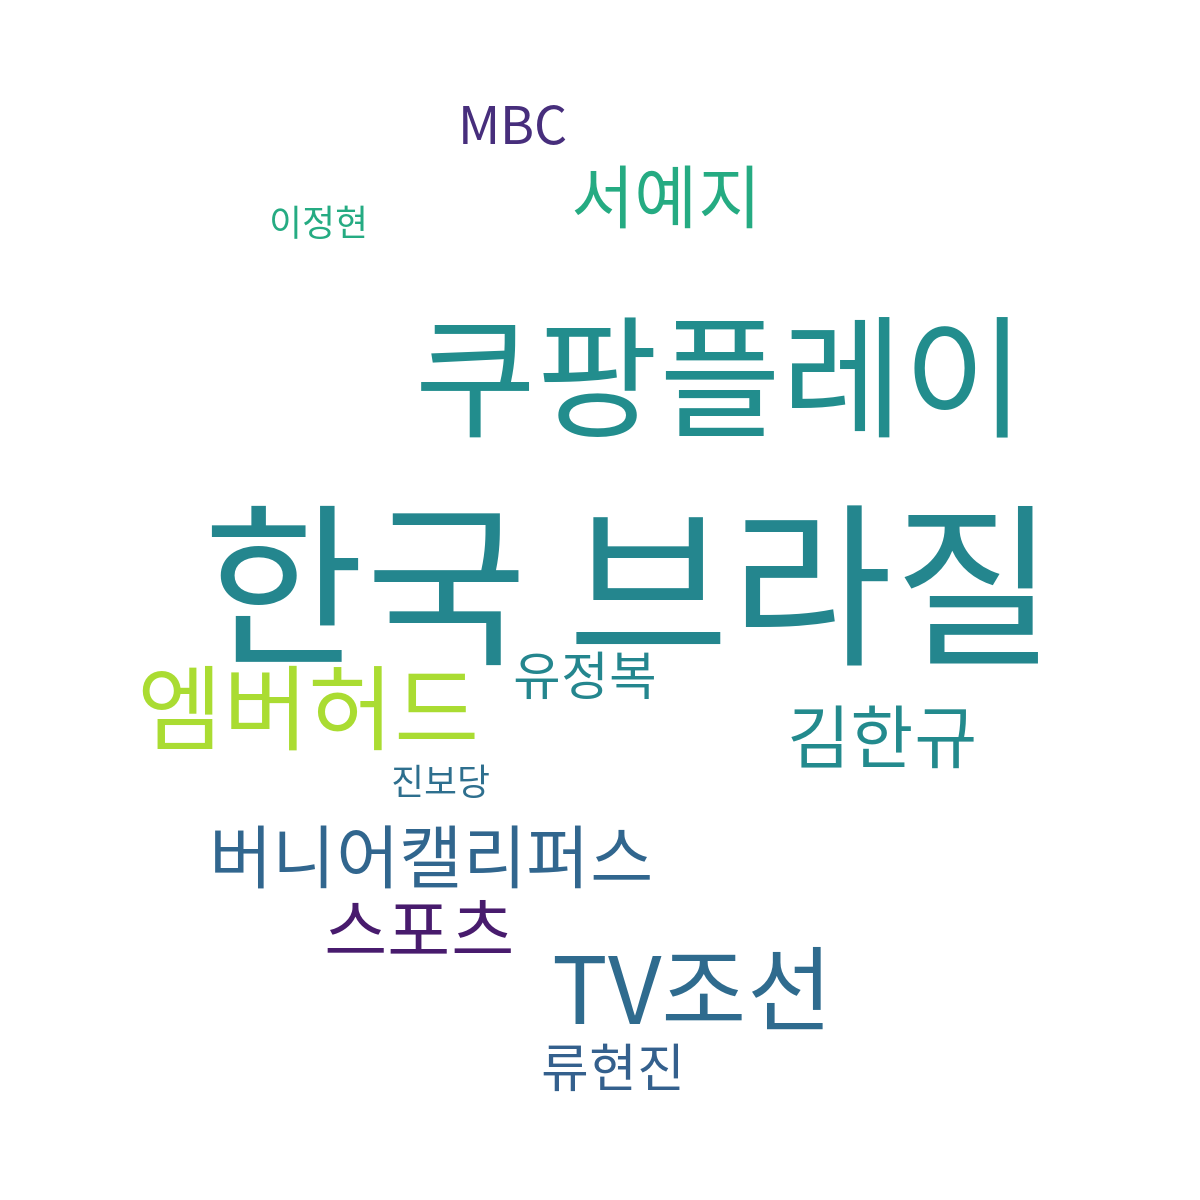 MBC
서예지
이정현
쿠팡플레이
한국 브라질
유정복
엠버허드
김한규
진보당
버니어캘리퍼스
스포츠
TV조선
류현진